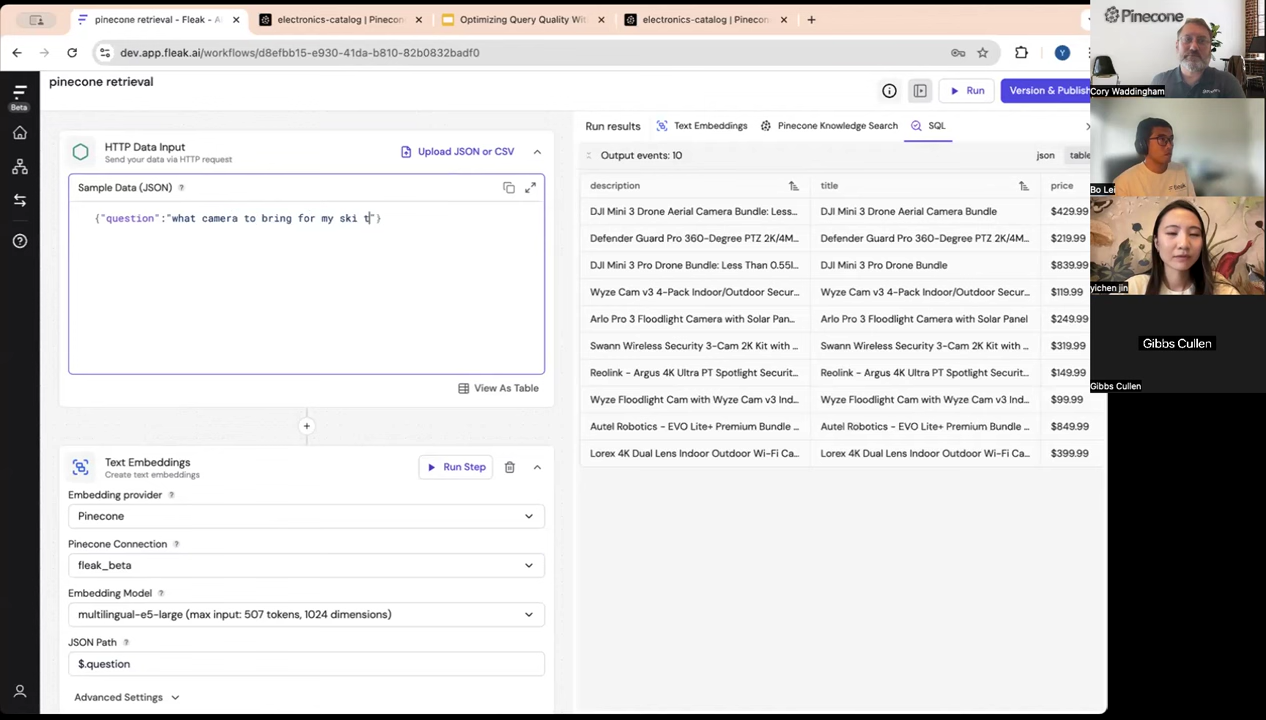 pinecone retrieval - Fleak - A
electronics-catalog | Pinecone
Optimizing Query Quality Wit
electronics-catalog | Pinecon
dev.app.fleak.ai/workflows/d8efbb15-e930-41da-b810-82b0832badf0
Y
Beta
pinecone retrieval
Run
Version & Publish
HTTP Data Input
Send your data via HTTP request
Upload JSON or CSV
Sample Data (JSON) ?
{"question":"what camera to bring for my ski t"}
View As Table
Text Embeddings
Create text embeddings
Run Step
Embedding provider ?
Pinecone
Pinecone Connection ?
fleak_beta
Embedding Model ?
multilingual-e5-large (max input: 507 tokens, 1024 dimensions)
JSON Path ?
$.question
Advanced Settings
Run results
Text Embeddings
Pinecone Knowledge Search
SQL
Output events: 10
json
table
description
title
price
DJI Mini 3 Drone Aerial Camera Bundle: Less...
DJI Mini 3 Drone Aerial Camera Bundle
$429.99
Defender Guard Pro 360-Degree PTZ 2K/4M...
Defender Guard Pro 360-Degree PTZ 2K/4M...
$219.99
DJI Mini 3 Pro Drone Bundle: Less Than 0.55l...
DJI Mini 3 Pro Drone Bundle
$839.99
Wyze Cam v3 4-Pack Indoor/Outdoor Secur...
Wyze Cam v3 4-Pack Indoor/Outdoor Secur...
$119.99
Arlo Pro 3 Floodlight Camera with Solar Pan...
Arlo Pro 3 Floodlight Camera with Solar Panel
$249.99
Swann Wireless Security 3-Cam 2K Kit with ...
Swann Wireless Security 3-Cam 2K Kit with ...
$319.99
Reolink - Argus 4K Ultra PT Spotlight Securit...
Reolink - Argus 4K Ultra PT Spotlight Securit...
$149.99
Wyze Floodlight Cam with Wyze Cam v3 Ind...
Wyze Floodlight Cam with Wyze Cam v3 Ind...
$99.99
Autel Robotics - EVO Lite+ Premium Bundle ...
Autel Robotics - EVO Lite+ Premium Bundle ...
$849.99
Lorex 4K Dual Lens Indoor Outdoor Wi-Fi Ca...
Lorex 4K Dual Lens Indoor Outdoor Wi-Fi Ca...
$399.99
Pinecone
Cory Waddingham
Bo Lei
yichen jin
Gibbs Cullen
Gibbs Cullen